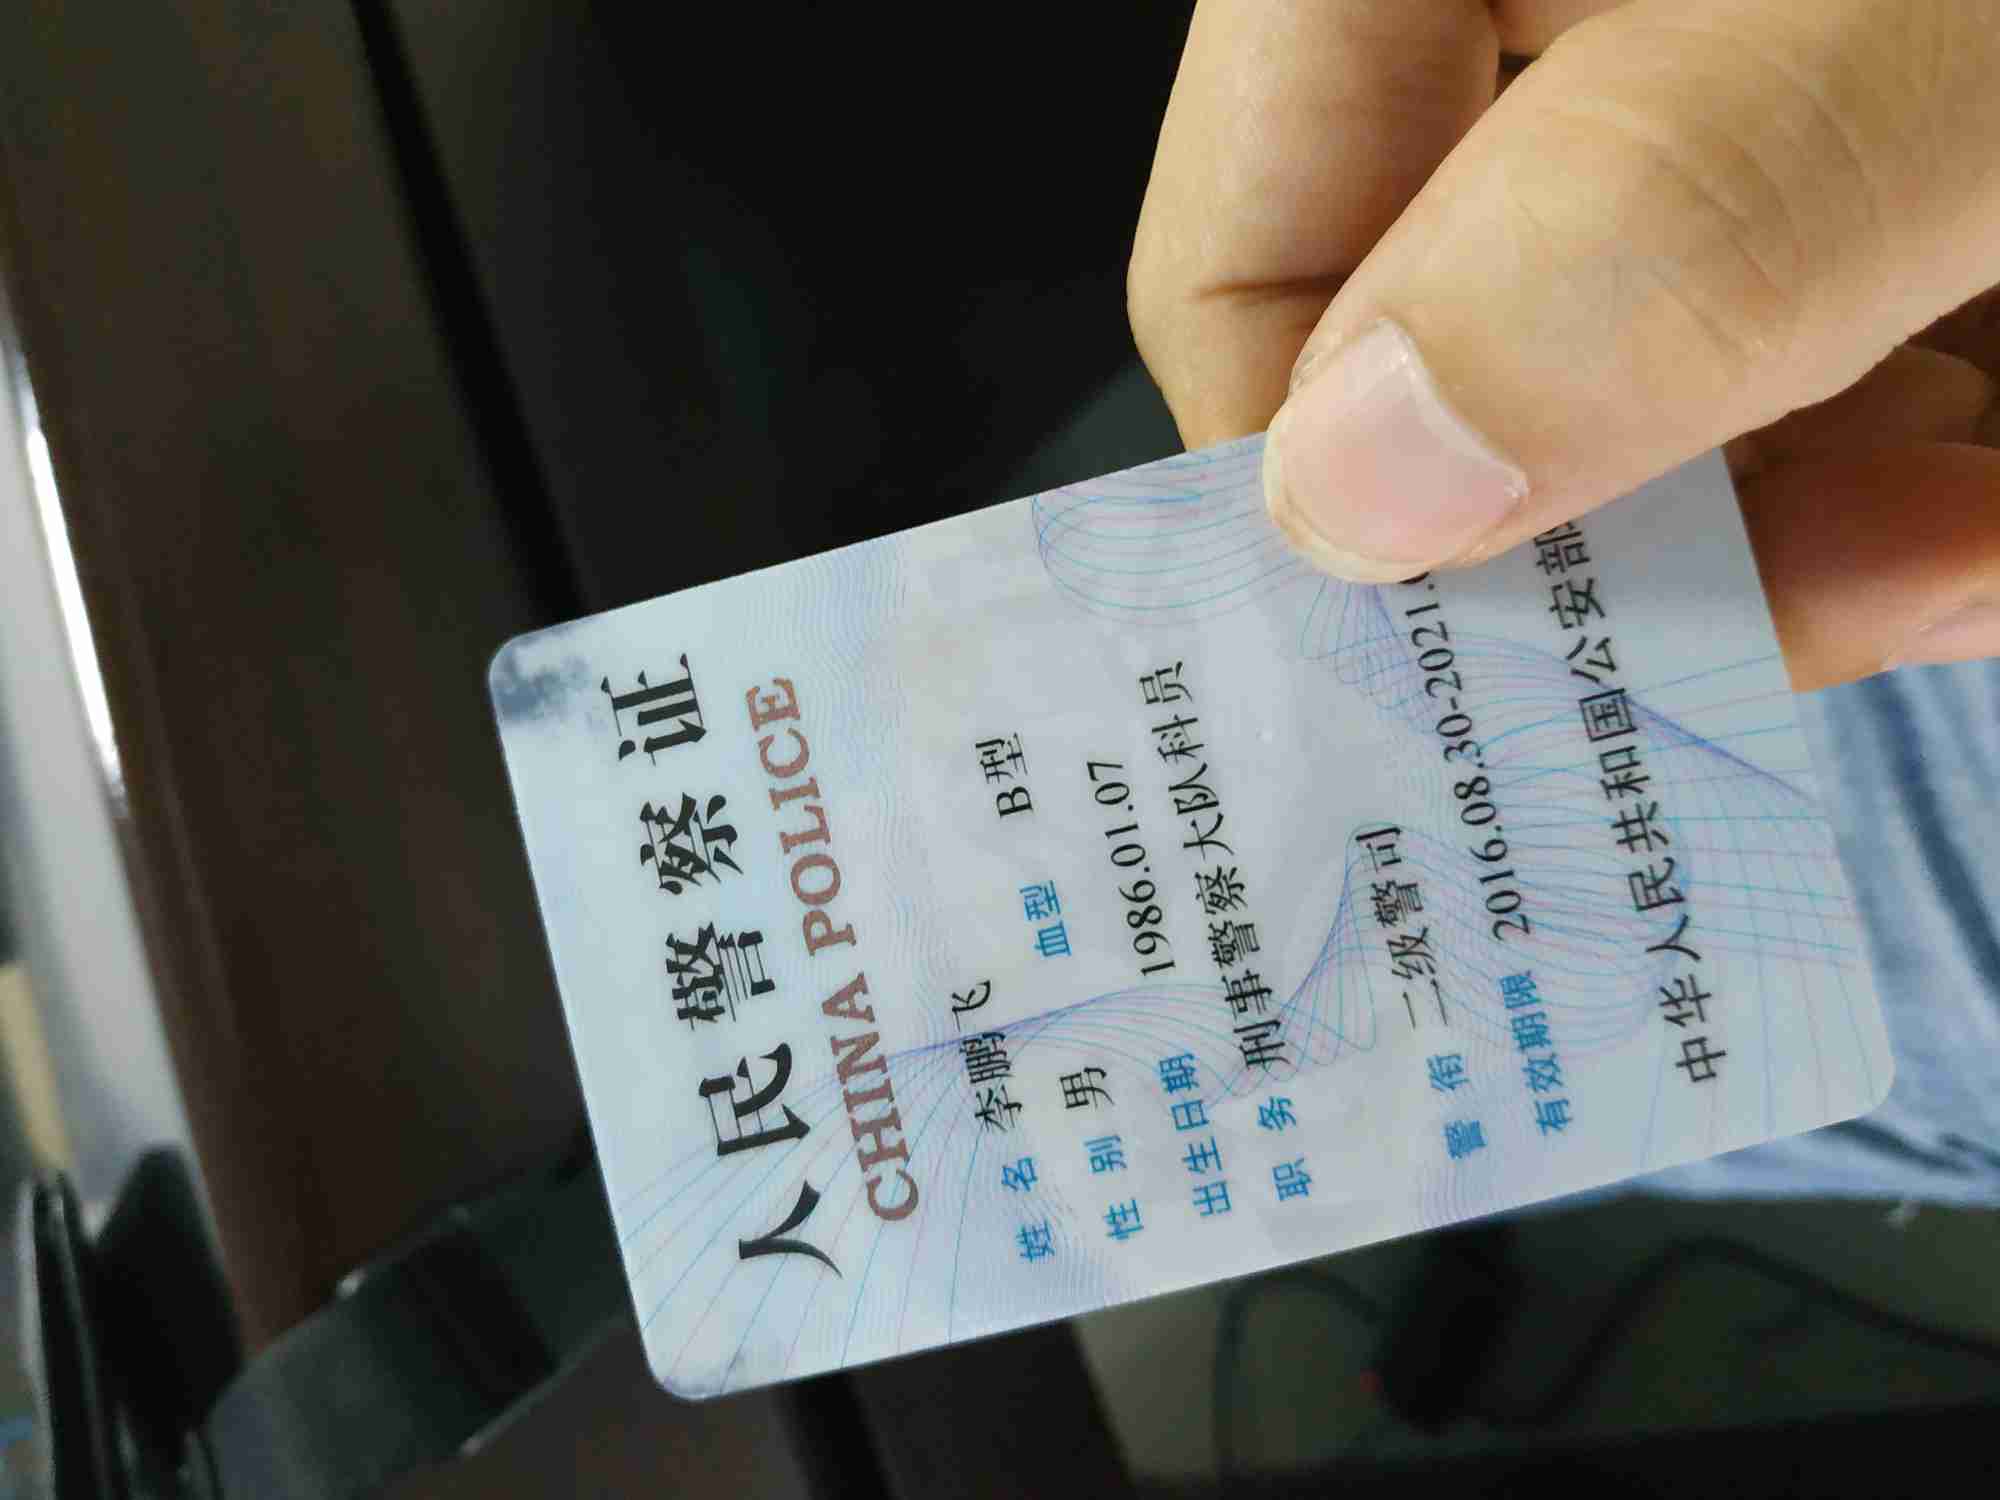 人民警察证
CHINA POLICE
姓 名 李鹏飞 血型 B型
性 别 男
出生日期 1986.01.07
职 务 刑事警察大队科员
警 衔 二级警司
有效期限 2016.08.30-2021.
中华人民共和国公安部